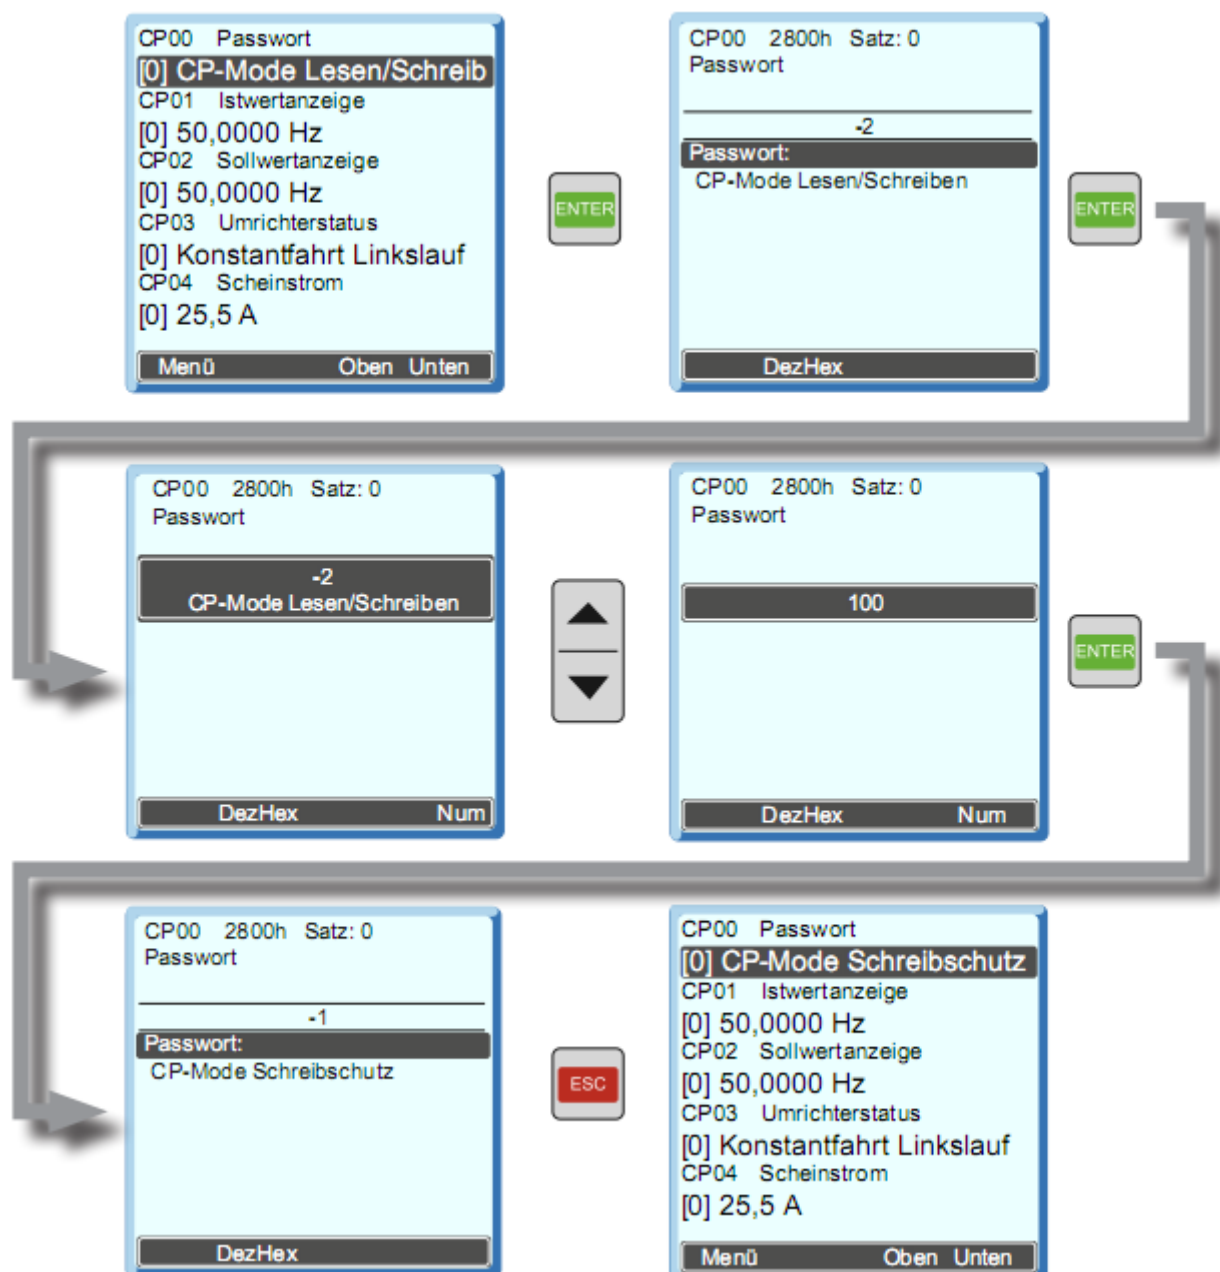 CP00 Passwort
[0] CP-Mode Lesen/Schreib
CP01 Istwertanzeige
[0] 50,0000 Hz
CP02 Sollwertanzeige
[0] 50,0000 Hz
CP03 Umrichterstatus
[0] Konstantfahrt Linkslauf
CP04 Scheinstrom
[0] 25,5 A
Menü Oben Unten
ENTER
CP00 2800h Satz: 0
Passwort
-2
Passwort:
CP-Mode Lesen/Schreiben
DezHex
ENTER
CP00 2800h Satz: 0
Passwort
-2
CP-Mode Lesen/Schreiben
DezHex Num
CP00 2800h Satz: 0
Passwort
100
DezHex Num
ENTER
CP00 2800h Satz: 0
Passwort
-1
Passwort:
CP-Mode Schreibschutz
DezHex
ESC
CP00 Passwort
[0] CP-Mode Schreibschutz
CP01 Istwertanzeige
[0] 50,0000 Hz
CP02 Sollwertanzeige
[0] 50,0000 Hz
CP03 Umrichterstatus
[0] Konstantfahrt Linkslauf
CP04 Scheinstrom
[0] 25,5 A
Menü Oben Unten